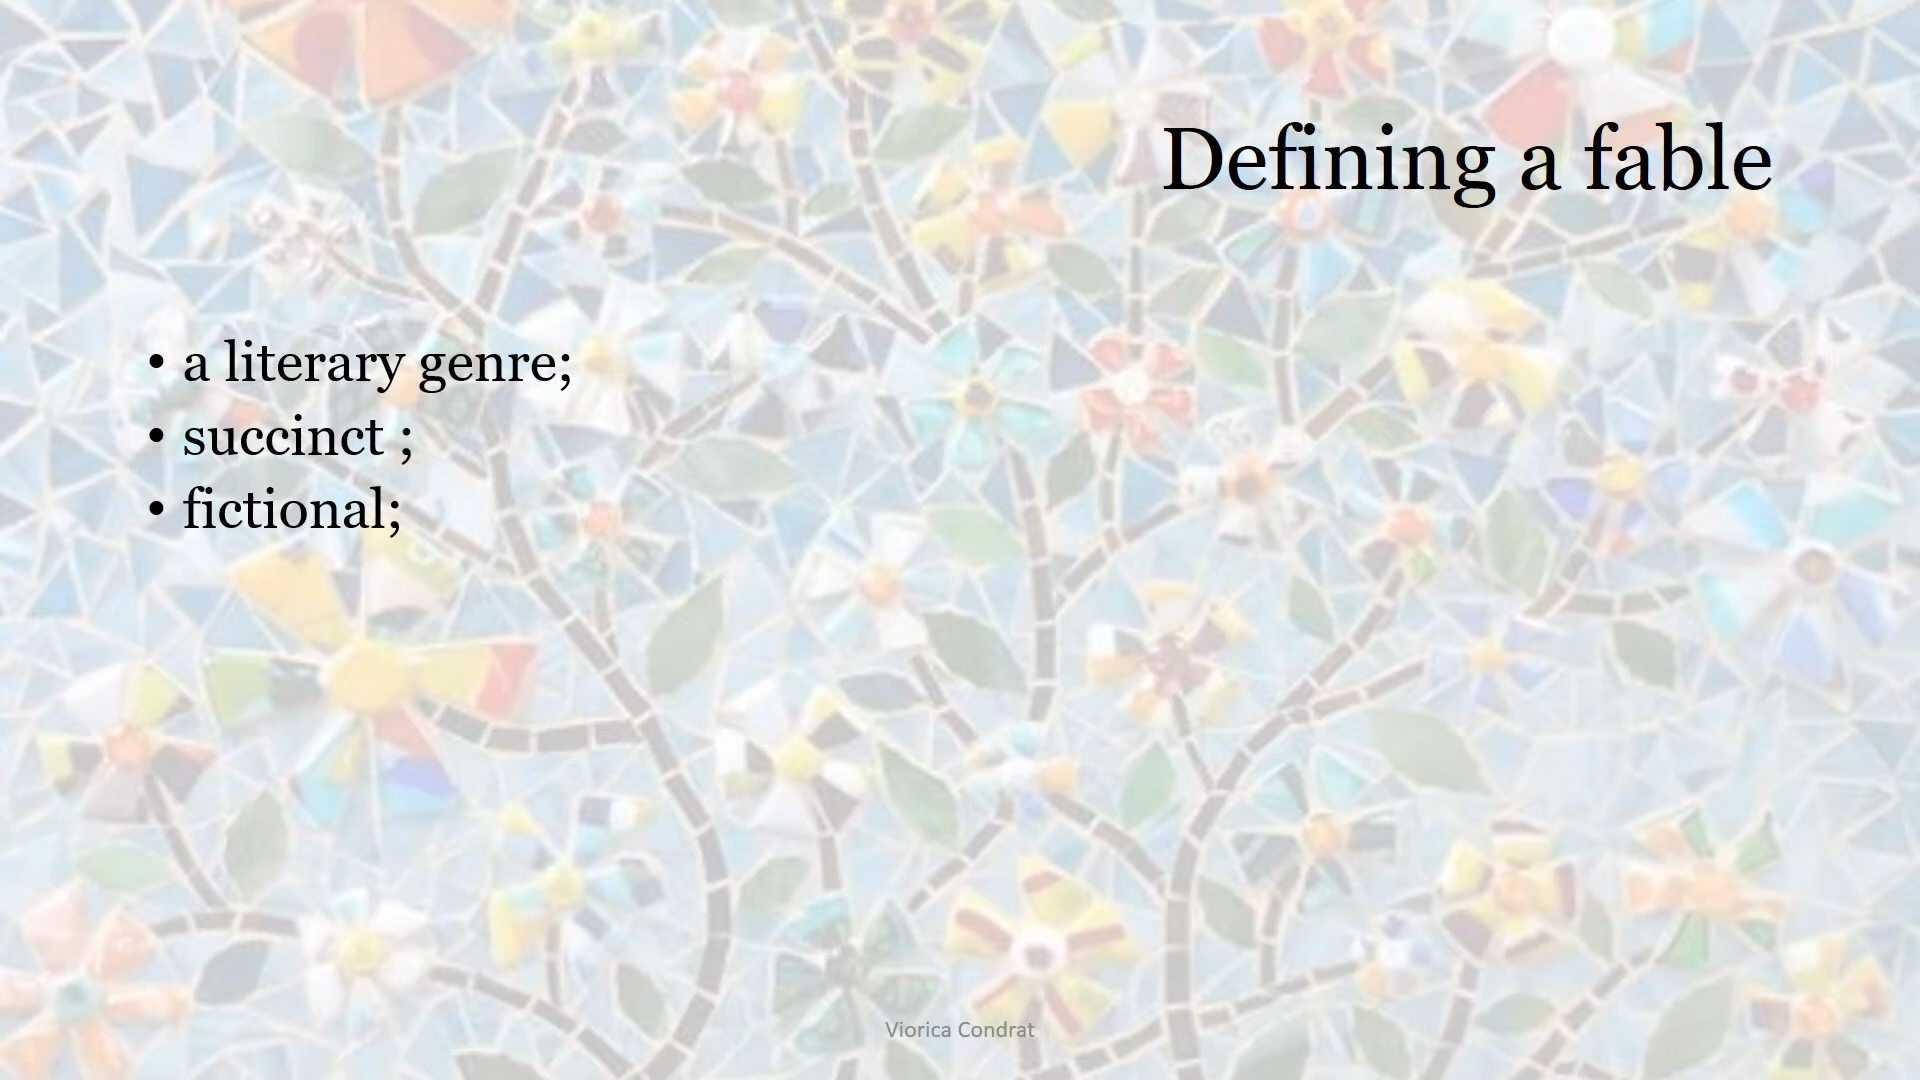 Defining a fable
• a literary genre;
• succinct ;
• fictional;
Viorica Condrat